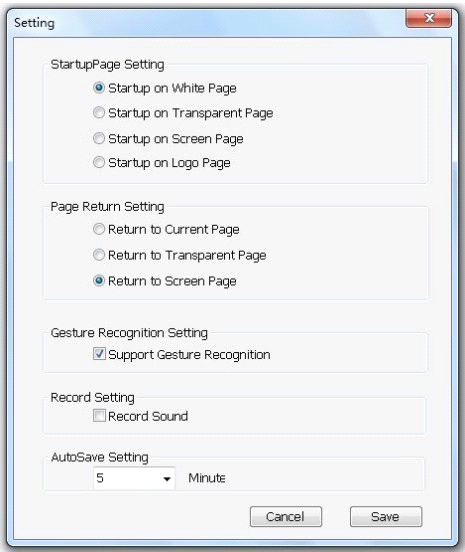 Setting
StartupPage Setting
Startup on White Page
Startup on Transparent Page
Startup on Screen Page
Startup on Logo Page
Page Return Setting
Return to Current Page
Return to Transparent Page
Return to Screen Page
Gesture Recognition Setting
Support Gesture Recognition
Record Setting
Record Sound
AutoSave Setting
5 Minute
Cancel Save